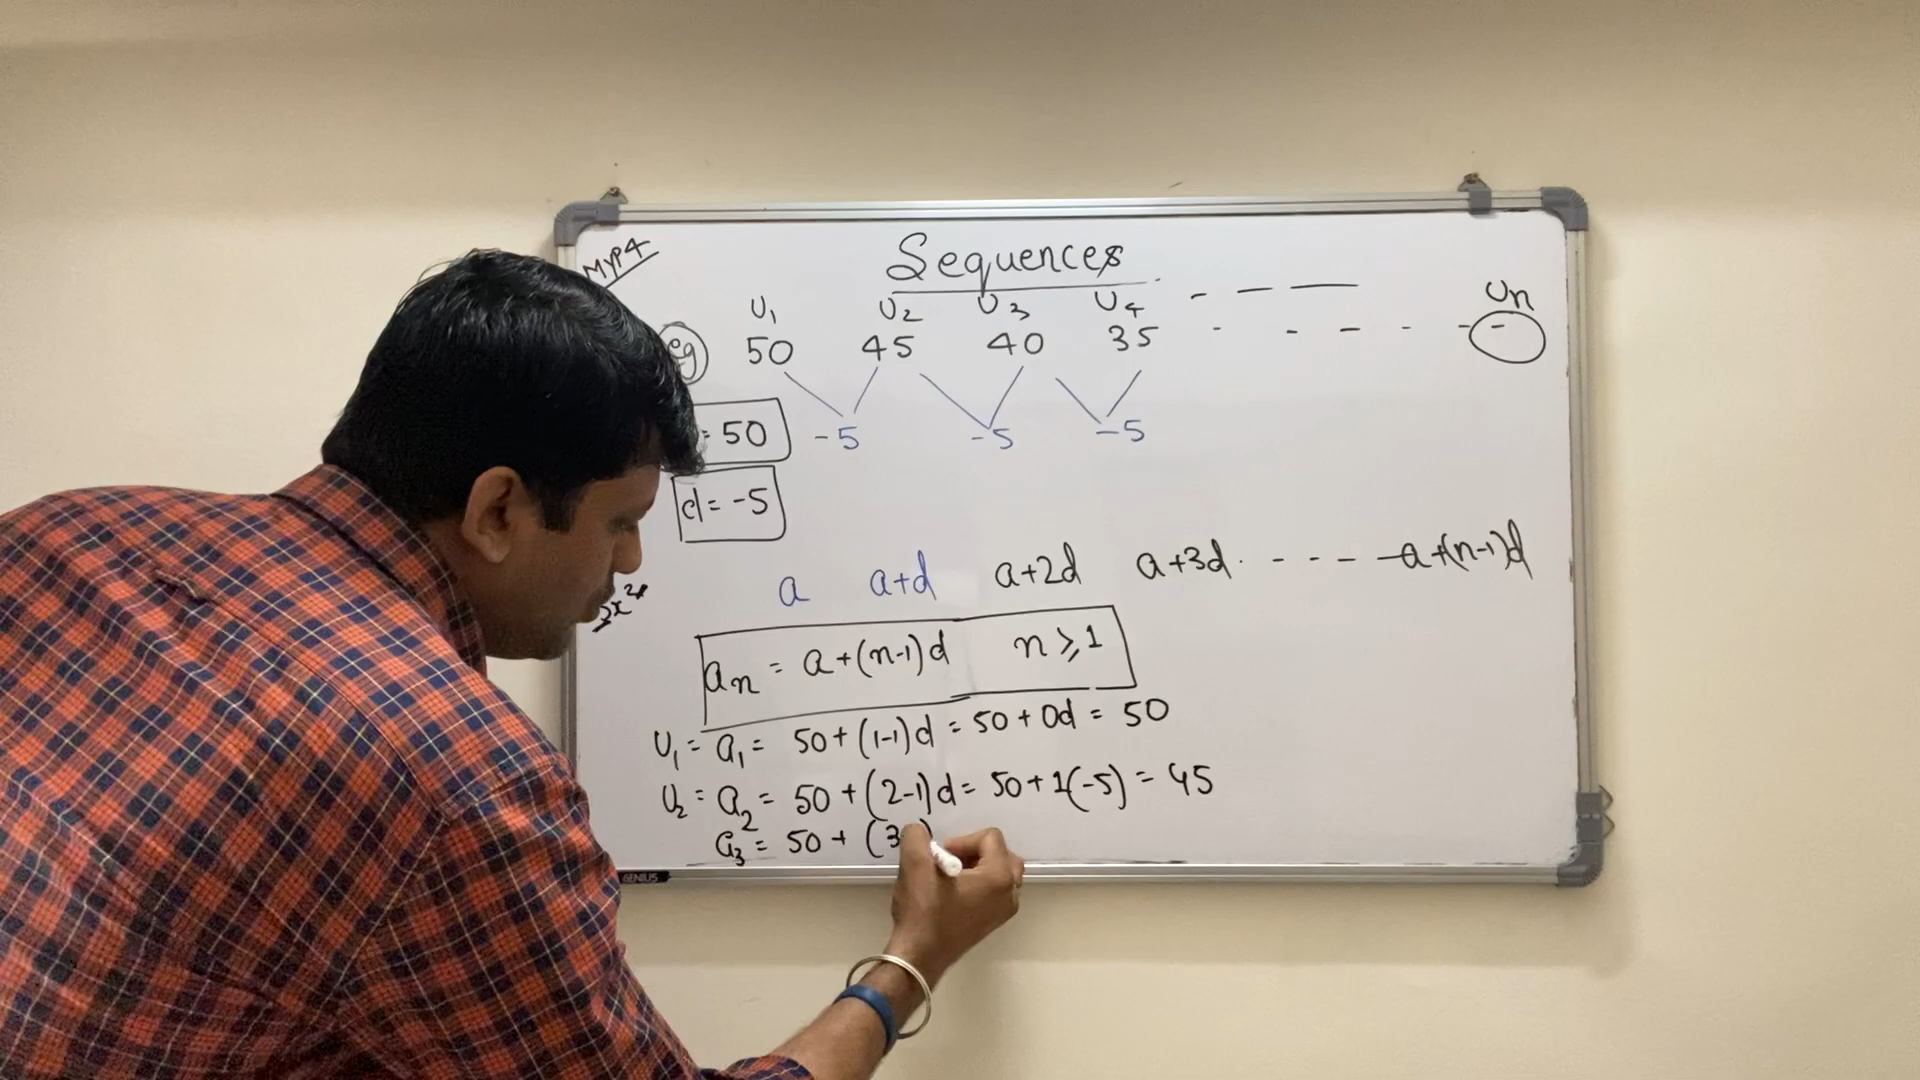 MYP4
Sequences
U₁ U₂ U₃ U₄ - — — Uₙ
eg 50 45 40 35 - - - - - -
= 50 -5 -5 -5
d = -5
a a+d a+2d a+3d. - - - — a+(n-1)d
3x²
aₙ = a+(n-1)d n ⩾ 1
U₁ = a₁ = 50+(1-1)d = 50+0d = 50
U₂ = a₂ = 50+(2-1)d = 50+1(-5) = 45
a₃ = 50+(3
GENIUS